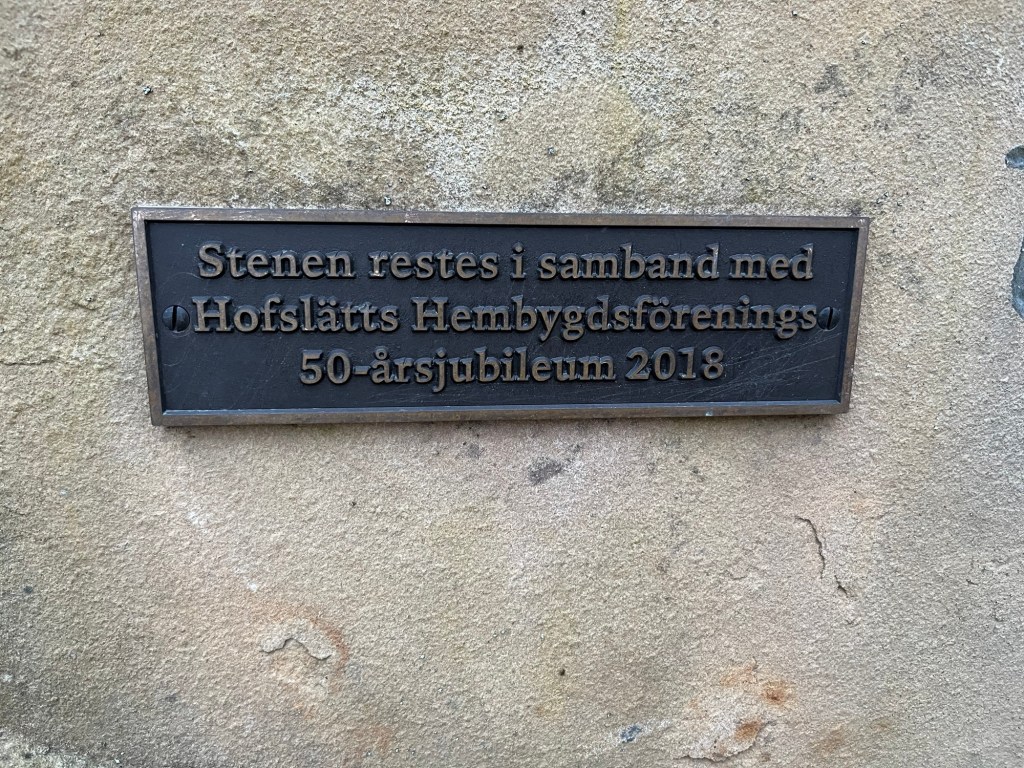 Stenen restes i samband med
Hofslätts Hembygdsförenings
50-årsjubileum 2018